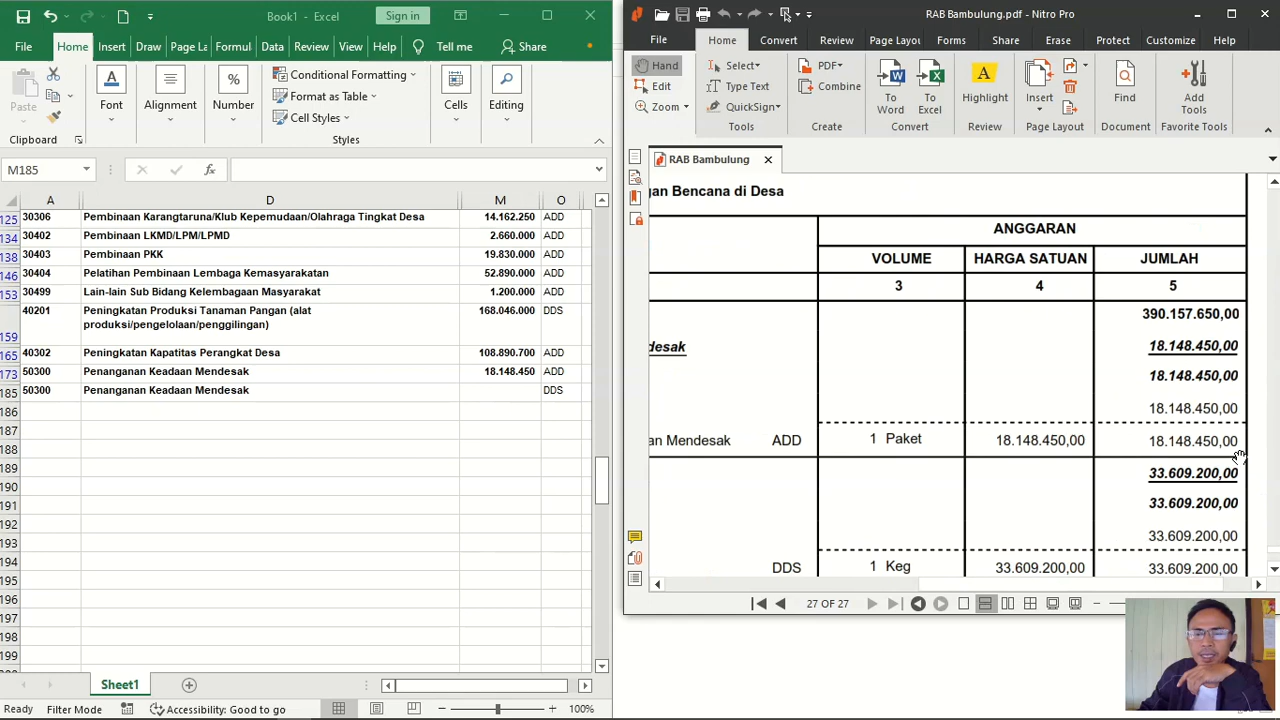 Book1 - Excel
Sign in
File
Home
Insert
Draw
Page La
Formul
Data
Review
View
Help
Tell me
Share
Paste
Clipboard
Font
Alignment
Number
Conditional Formatting
Format as Table
Cell Styles
Styles
Cells
Editing
M185
fx
A D M O
125 30306 Pembinaan Karangtaruna/Klub Kepemudaan/Olahraga Tingkat Desa 14.162.250 ADD
134 30402 Pembinaan LKMD/LPM/LPMD 2.660.000 ADD
138 30403 Pembinaan PKK 19.830.000 ADD
146 30404 Pelatihan Pembinaan Lembaga Kemasyarakatan 52.890.000 ADD
153 30499 Lain-lain Sub Bidang Kelembagaan Masyarakat 1.200.000 ADD
40201 Peningkatan Produksi Tanaman Pangan (alat 168.046.000 DDS
159 produksi/pengelolaan/penggilingan)
165 40302 Peningkatan Kapatitas Perangkat Desa 108.890.700 ADD
173 50300 Penanganan Keadaan Mendesak 18.148.450 ADD
185 50300 Penanganan Keadaan Mendesak DDS
186
187
188
189
190
191
192
193
194
195
196
197
198
199
Sheet1
Ready
Filter Mode
Accessibility: Good to go
100%
RAB Bambulung.pdf - Nitro Pro
File
Home
Convert
Review
Page Layou
Forms
Share
Erase
Protect
Customize
Help
Hand
Edit
Zoom
Select
Type Text
QuickSign
Tools
PDF
Combine
Create
To Word
To Excel
Convert
Highlight
Review
Insert
Page Layout
Find
Document
Add Tools
Favorite Tools
RAB Bambulung
gan Bencana di Desa
ANGGARAN
VOLUME HARGA SATUAN JUMLAH
3 4 5
390.157.650,00
desak 18.148.450,00
18.148.450,00
18.148.450,00
an Mendesak ADD 1 Paket 18.148.450,00 18.148.450,00
33.609.200,00
33.609.200,00
33.609.200,00
DDS 1 Keg 33.609.200,00 33.609.200,00
27 OF 27